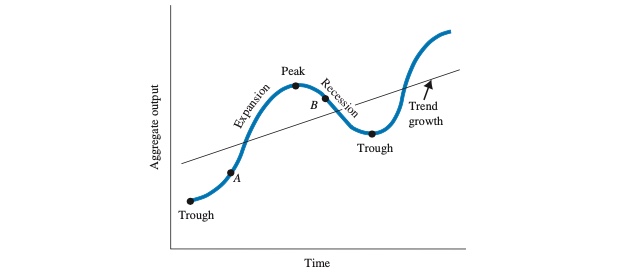 Peak
Expansion
Recession
B
Trend
growth
Aggregate output
Trough
A
Trough
Time